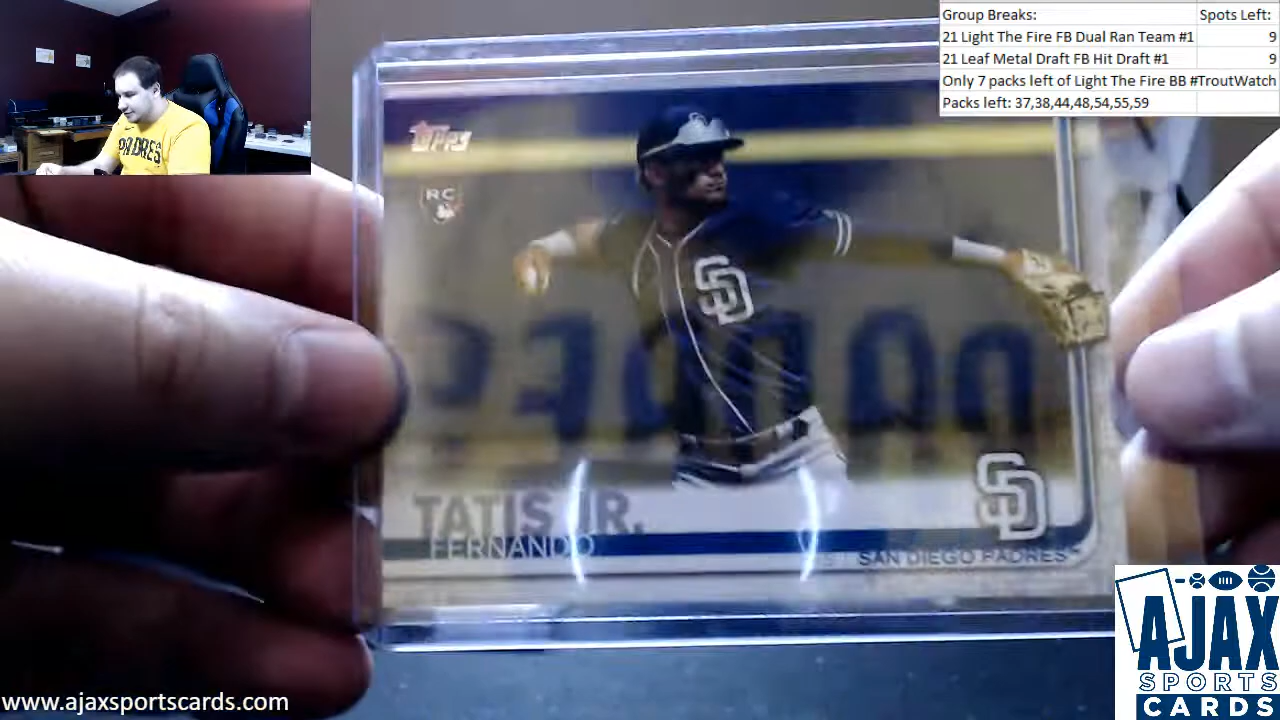 Group Breaks: Spots Left:
21 Light The Fire FB Dual Ran Team #1 9
21 Leaf Metal Draft FB Hit Draft #1 9
Only 7 packs left of Light The Fire BB #TroutWatch
Packs left: 37,38,44,48,54,55,59
PADRES
Topps
RC
SD
TATIS JR.
FERNANDO
SD
SAN DIEGO PADRES
AJAX
SPORTS
CARDS
www.ajaxsportscards.com